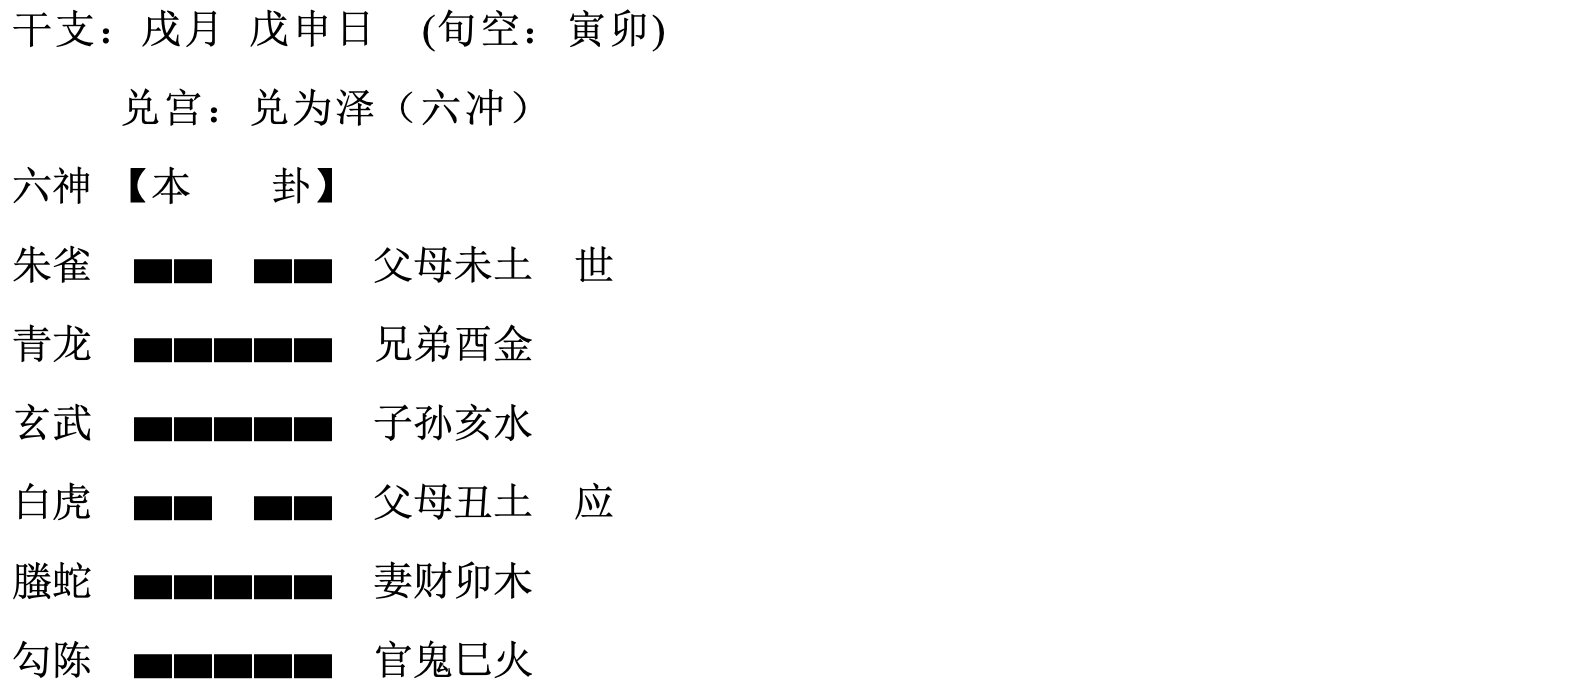 干支：戌月 戊申日 (旬空：寅卯)
兑宫：兑为泽（六冲）
六神 【本 卦】
朱雀 父母未土 世
青龙 兄弟酉金
玄武 子孙亥水
白虎 父母丑土 应
螣蛇 妻财卯木
勾陈 官鬼巳火